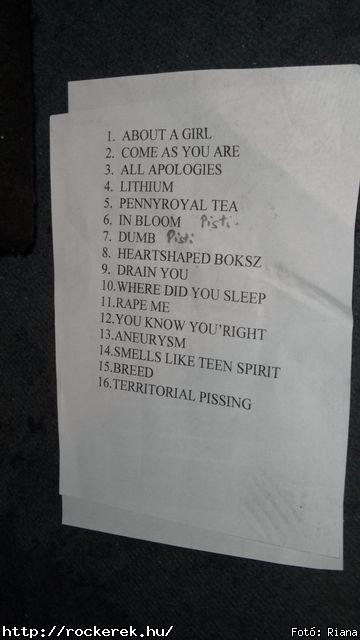 1. ABOUT A GIRL
2. COME AS YOU ARE
3. ALL APOLOGIES
4. LITHIUM
5. PENNYROYAL TEA
6. IN BLOOM Pisti
7. DUMB Pisti
8. HEARTSHAPED BOKSZ
9. DRAIN YOU
10.WHERE DID YOU SLEEP
11.RAPE ME
12.YOU KNOW YOU'RIGHT
13.ANEURYSM
14.SMELLS LIKE TEEN SPIRIT
15.BREED
16.TERRITORIAL PISSING
http://rockerek.hu/ Fotó: Riana